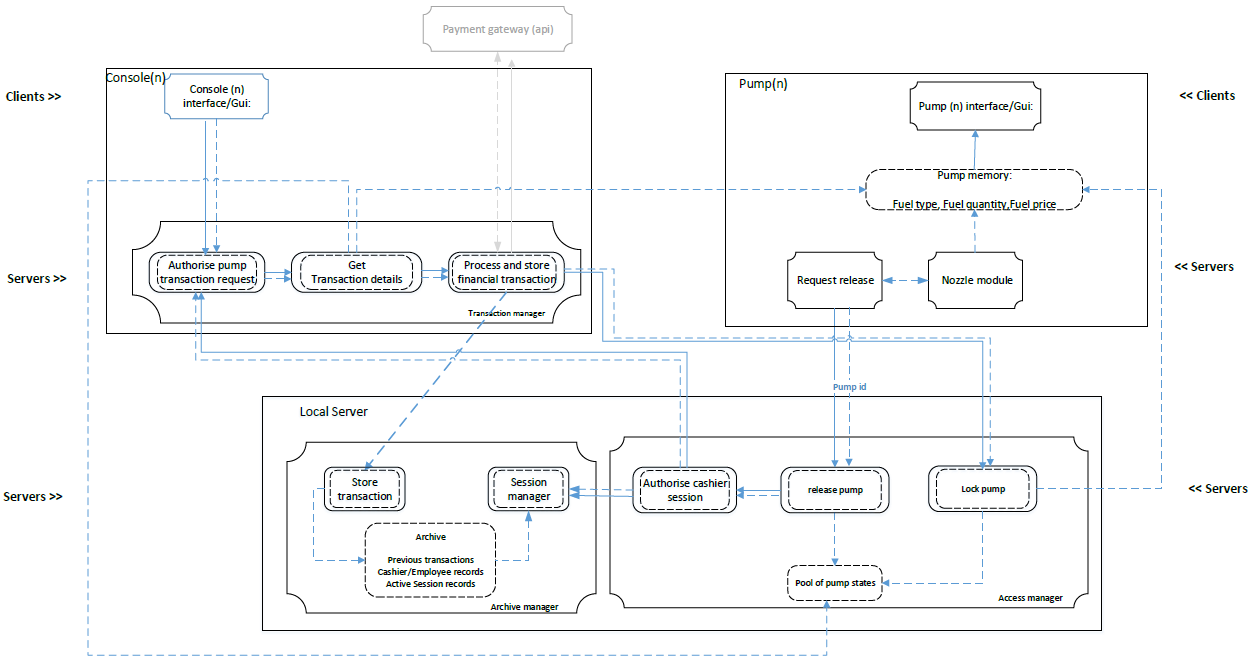 Payment gateway (api)
Console(n)
Console (n)
interface/Gui:
Clients >>
Pump(n)
Pump (n) interface/Gui:
<< Clients
Pump memory:
Fuel type, Fuel quantity,Fuel price
Servers >>
Authorise pump
transaction request
Get
Transaction details
Process and store
financial transaction
Transaction manager
Request release
Nozzle module
<< Servers
Pump id
Local Server
Servers >>
Store
transaction
Session
manager
Authorise cashier
session
release pump
Lock pump
<< Servers
Archive
Previous transactions
Cashier/Employee records
Active Session records
Archive manager
Pool of pump states
Access manager